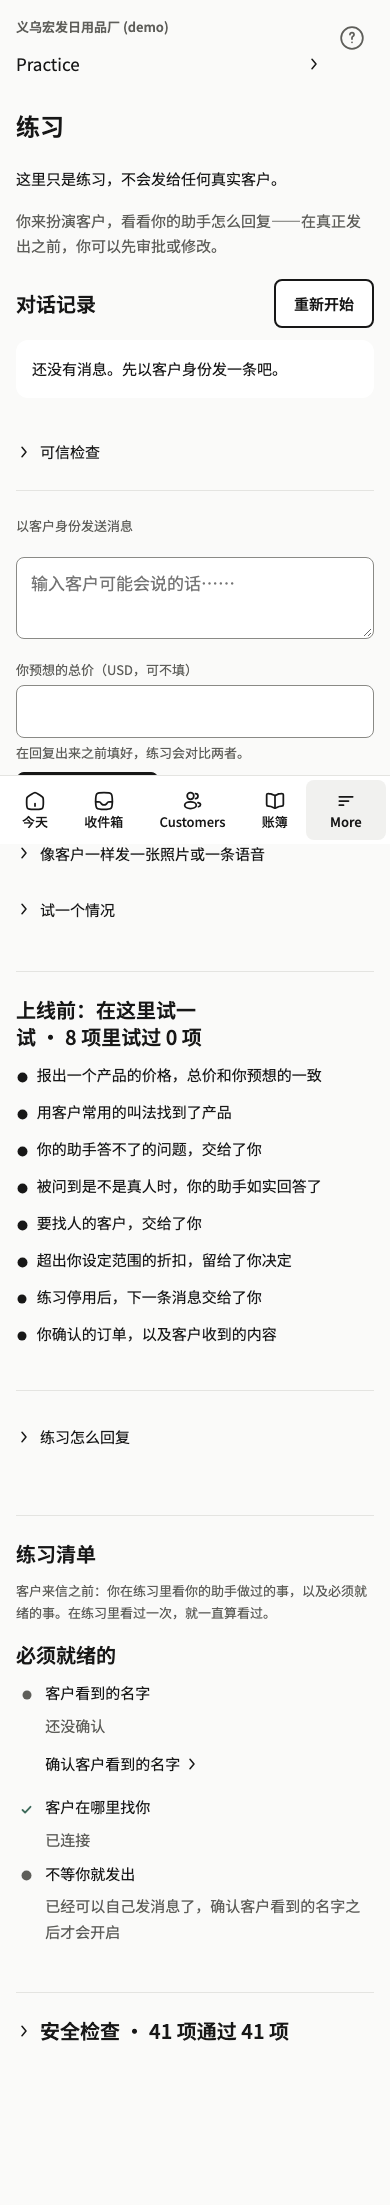 义乌宏发日用品厂 (demo)
Practice
练习
这里只是练习，不会发给任何真实客户。
你来扮演客户，看看你的助手怎么回复——在真正发
出之前，你可以先审批或修改。
对话记录
重新开始
还没有消息。先以客户身份发一条吧。
可信检查
以客户身份发送消息
输入客户可能会说的话……
你预想的总价（USD，可不填）
在回复出来之前填好，练习会对比两者。
今天
收件箱
Customers
账簿
More
像客户一样发一张照片或一条语音
试一个情况
上线前：在这里试一
试 · 8 项里试过 0 项
报出一个产品的价格，总价和你预想的一致
用客户常用的叫法找到了产品
你的助手答不了的问题，交给了你
被问到是不是真人时，你的助手如实回答了
要找人的客户，交给了你
超出你设定范围的折扣，留给了你决定
练习停用后，下一条消息交给了你
你确认的订单，以及客户收到的内容
练习怎么回复
练习清单
客户来信之前：你在练习里看你的助手做过的事，以及必须就
绪的事。在练习里看过一次，就一直算看过。
必须就绪的
客户看到的名字
还没确认
确认客户看到的名字
客户在哪里找你
已连接
不等你就发出
已经可以自己发消息了，确认客户看到的名字之
后才会开启
安全检查 · 41 项通过 41 项